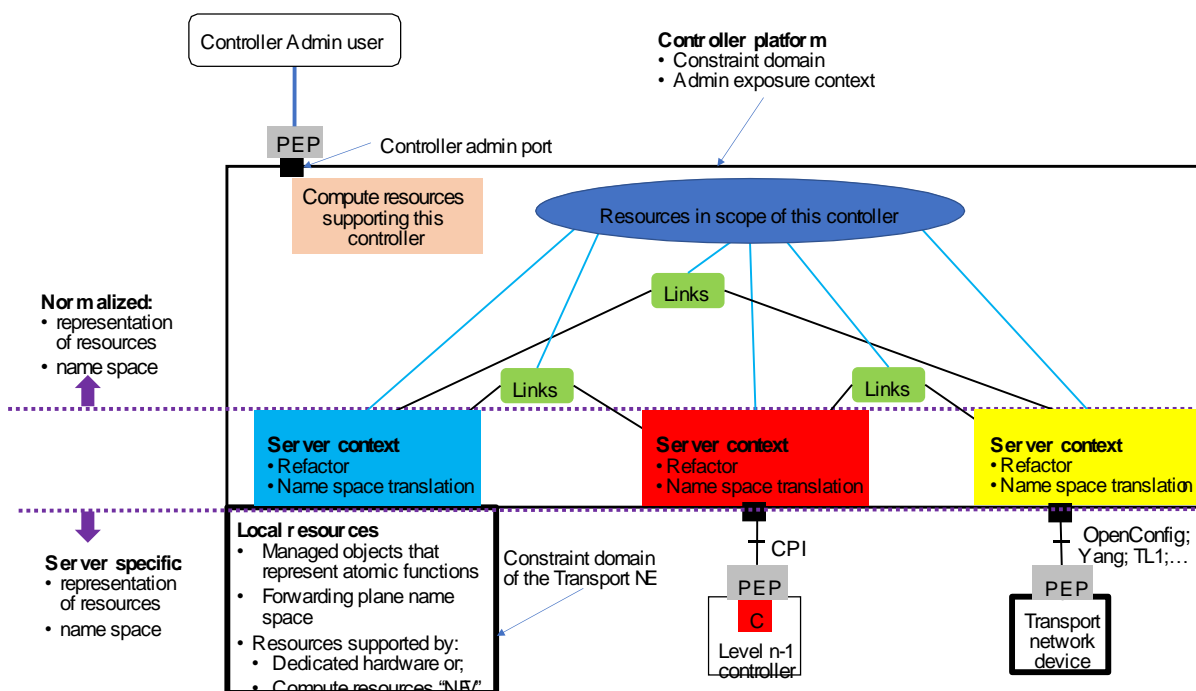 Controller Admin user
Controller platform
• Constraint domain
• Admin exposure context
PEP
Controller admin port
Compute resources
supporting this
controller
Resources in scope of this contoller
Links
Normalized:
• representation
of resources
• name space
Links
Links
Server context
• Refactor
• Name space translation
Server context
• Refactor
• Name space translation
Server context
• Refactor
• Name space translation
Server specific
• representation
of resources
• name space
Local resources
• Managed objects that
represent atomic functions
• Forwarding plane name
space
• Resources supported by:
• Dedicated hardware or;
• Compute resources “NFV”
Constraint domain
of the Transport NE
CPI
PEP
C
Level n-1
controller
OpenConfig;
Yang; TL1;…
PEP
Transport
network
device